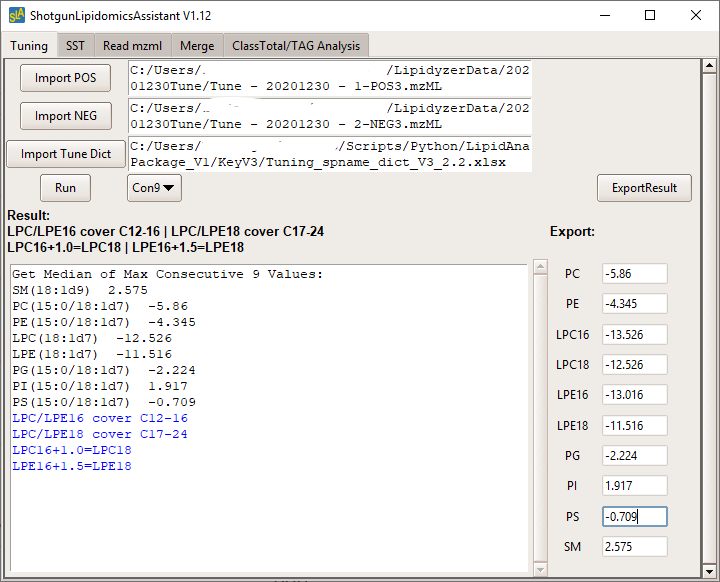 SLA ShotgunLipidomicsAssistant V1.12
Tuning SST Read mzml Merge ClassTotal/TAG Analysis
Import POS
C:/Users/. /LipidyzerData/202
01230Tune/Tune - 20201230 - 1-POS3.mzML
Import NEG
C:/Users/. /LipidyzerData/202
01230Tune/Tune - 20201230 - 2-NEG3.mzML
Import Tune Dict
C:/Users/ /Scripts/Python/LipidAna
Package_V1/KeyV3/Tuning_spname_dict_V3_2.2.xlsx
Run Con9 ExportResult
Result:
LPC/LPE16 cover C12-16 | LPC/LPE18 cover C17-24
LPC16+1.0=LPC18 | LPE16+1.5=LPE18
Get Median of Max Consecutive 9 Values:
SM(18:1d9) 2.575
PC(15:0/18:1d7) -5.86
PE(15:0/18:1d7) -4.345
LPC(18:1d7) -12.526
LPE(18:1d7) -11.516
PG(15:0/18:1d7) -2.224
PI(15:0/18:1d7) 1.917
PS(15:0/18:1d7) -0.709
LPC/LPE16 cover C12-16
LPC/LPE18 cover C17-24
LPC16+1.0=LPC18
LPE16+1.5=LPE18
Export:
PC -5.86
PE -4.345
LPC16 -13.526
LPC18 -12.526
LPE16 -13.016
LPE18 -11.516
PG -2.224
PI 1.917
PS -0.709
SM 2.575